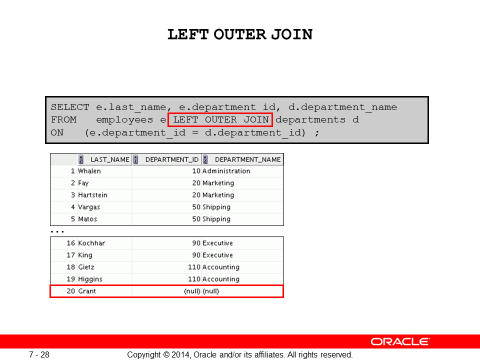 LEFT OUTER JOIN
SELECT e.last_name, e.department_id, d.department_name
FROM employees e LEFT OUTER JOIN departments d
ON (e.department_id = d.department_id) ;
LAST_NAME DEPARTMENT_ID DEPARTMENT_NAME
1 Whalen 10 Administration
2 Fay 20 Marketing
3 Hartstein 20 Marketing
4 Vargas 50 Shipping
5 Matos 50 Shipping
...
16 Kochhar 90 Executive
17 King 90 Executive
18 Gietz 110 Accounting
19 Higgins 110 Accounting
20 Grant (null) (null)
ORACLE
7 - 28 Copyright © 2014, Oracle and/or its affiliates. All rights reserved.